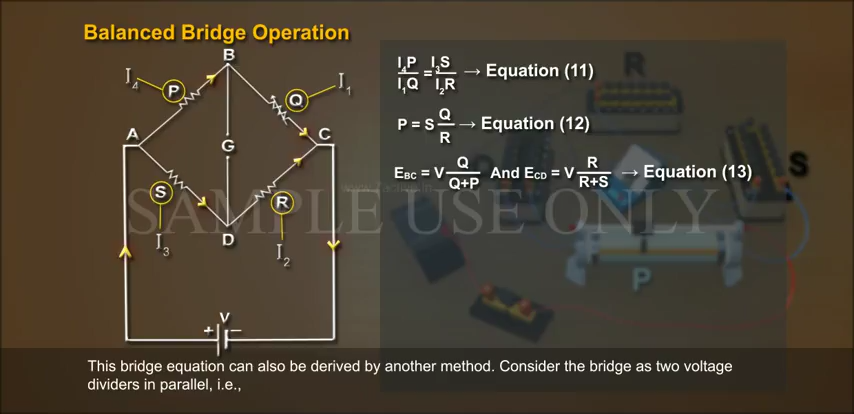 Balanced Bridge Operation
B
I₄
P
Q
I₁
A
C
G
S
R
I₃
D
I₂
V
+ −
I₄P/I₁Q = I₃S/I₂R → Equation (11)
P = S Q/R → Equation (12)
E_BC = V Q/Q+P And E_CD = V R/R+S → Equation (13)
R
S
P
SAMPLE USE ONLY
This bridge equation can also be derived by another method. Consider the bridge as two voltage
dividers in parallel, i.e.,